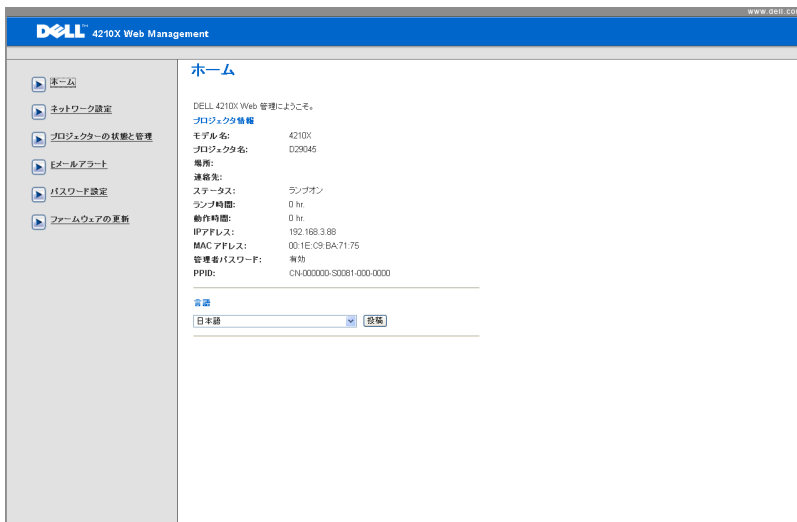 www.dell.com
DELL™ 4210X Web Management
ホーム
ネットワーク設定
プロジェクターの状態と管理
Eメールアラート
パスワード設定
ファームウェアの更新
ホーム
DELL 4210X Web 管理にようこそ。
プロジェクタ情報
モデル名: 4210X
プロジェクタ名: D29045
場所:
連絡先:
ステータス: ランプオン
ランプ時間: 0 hr.
動作時間: 0 hr.
IPアドレス: 192.168.3.88
MAC アドレス: 00:1E:C9:BA:71:75
管理者パスワード: 有効
PPID: CN-000000-S0081-000-0000
言語
日本語 投稿